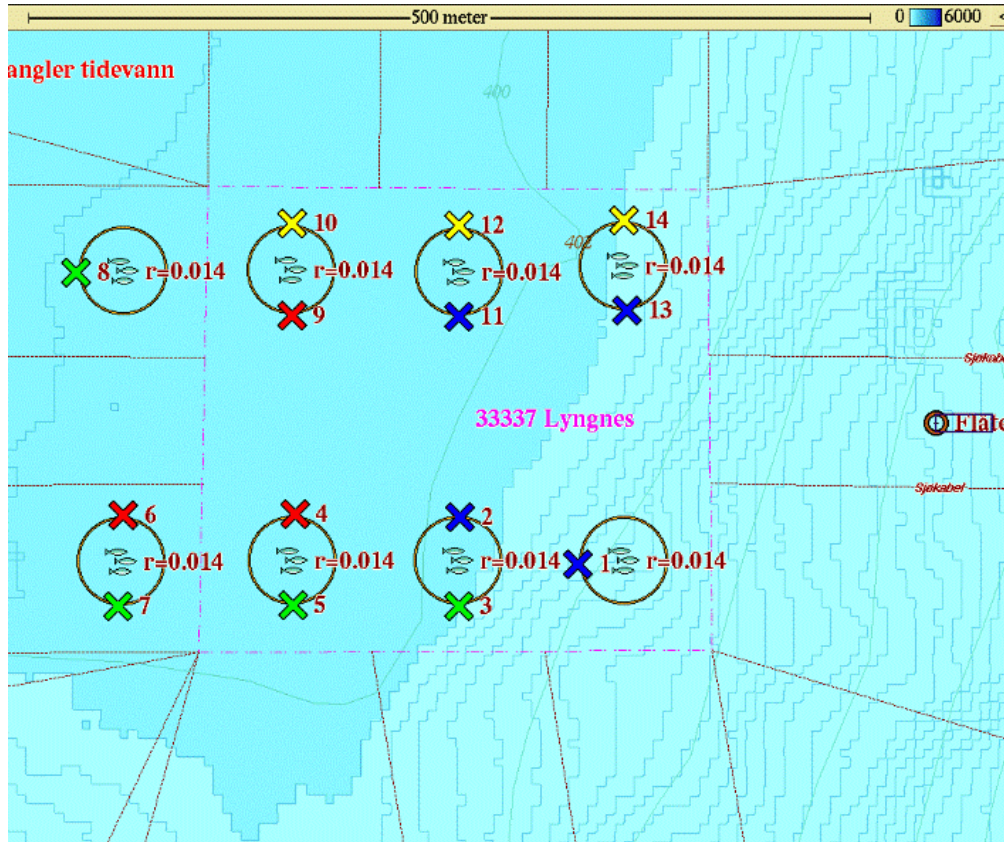 500 meter
0 6000
angler tidevann
400
10
12
14
402
8 r=0.014 r=0.014 r=0.014
r=0.014
9
11
13
Sjøkabe
33337 Lyngnes
Flåte
Sjøkabel
6
4
2
r=0.014 r=0.014 r=0.014 1 r=0.014
7
5
3